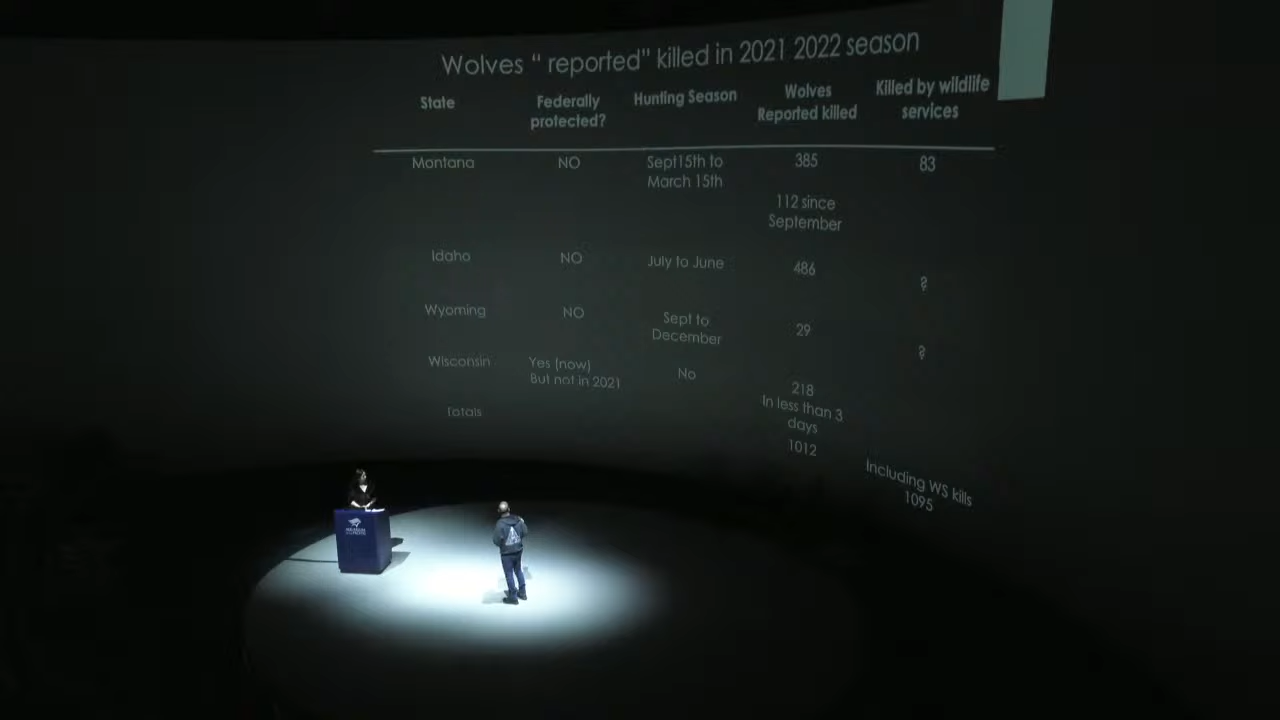 Wolves “ reported” killed in 2021 2022 season
State
Federally
protected?
Hunting Season
Wolves
Reported killed
Killed by wildlife
services
Montana
NO
Sept15th to
March 15th
385
83
112 since
September
Idaho
NO
July to June
486
?
Wyoming
NO
Sept to
December
29
?
Wisconsin
Yes (now)
But not in 2021
No
218
In less than 3
days
Totals
1012
Including WS kills
1095